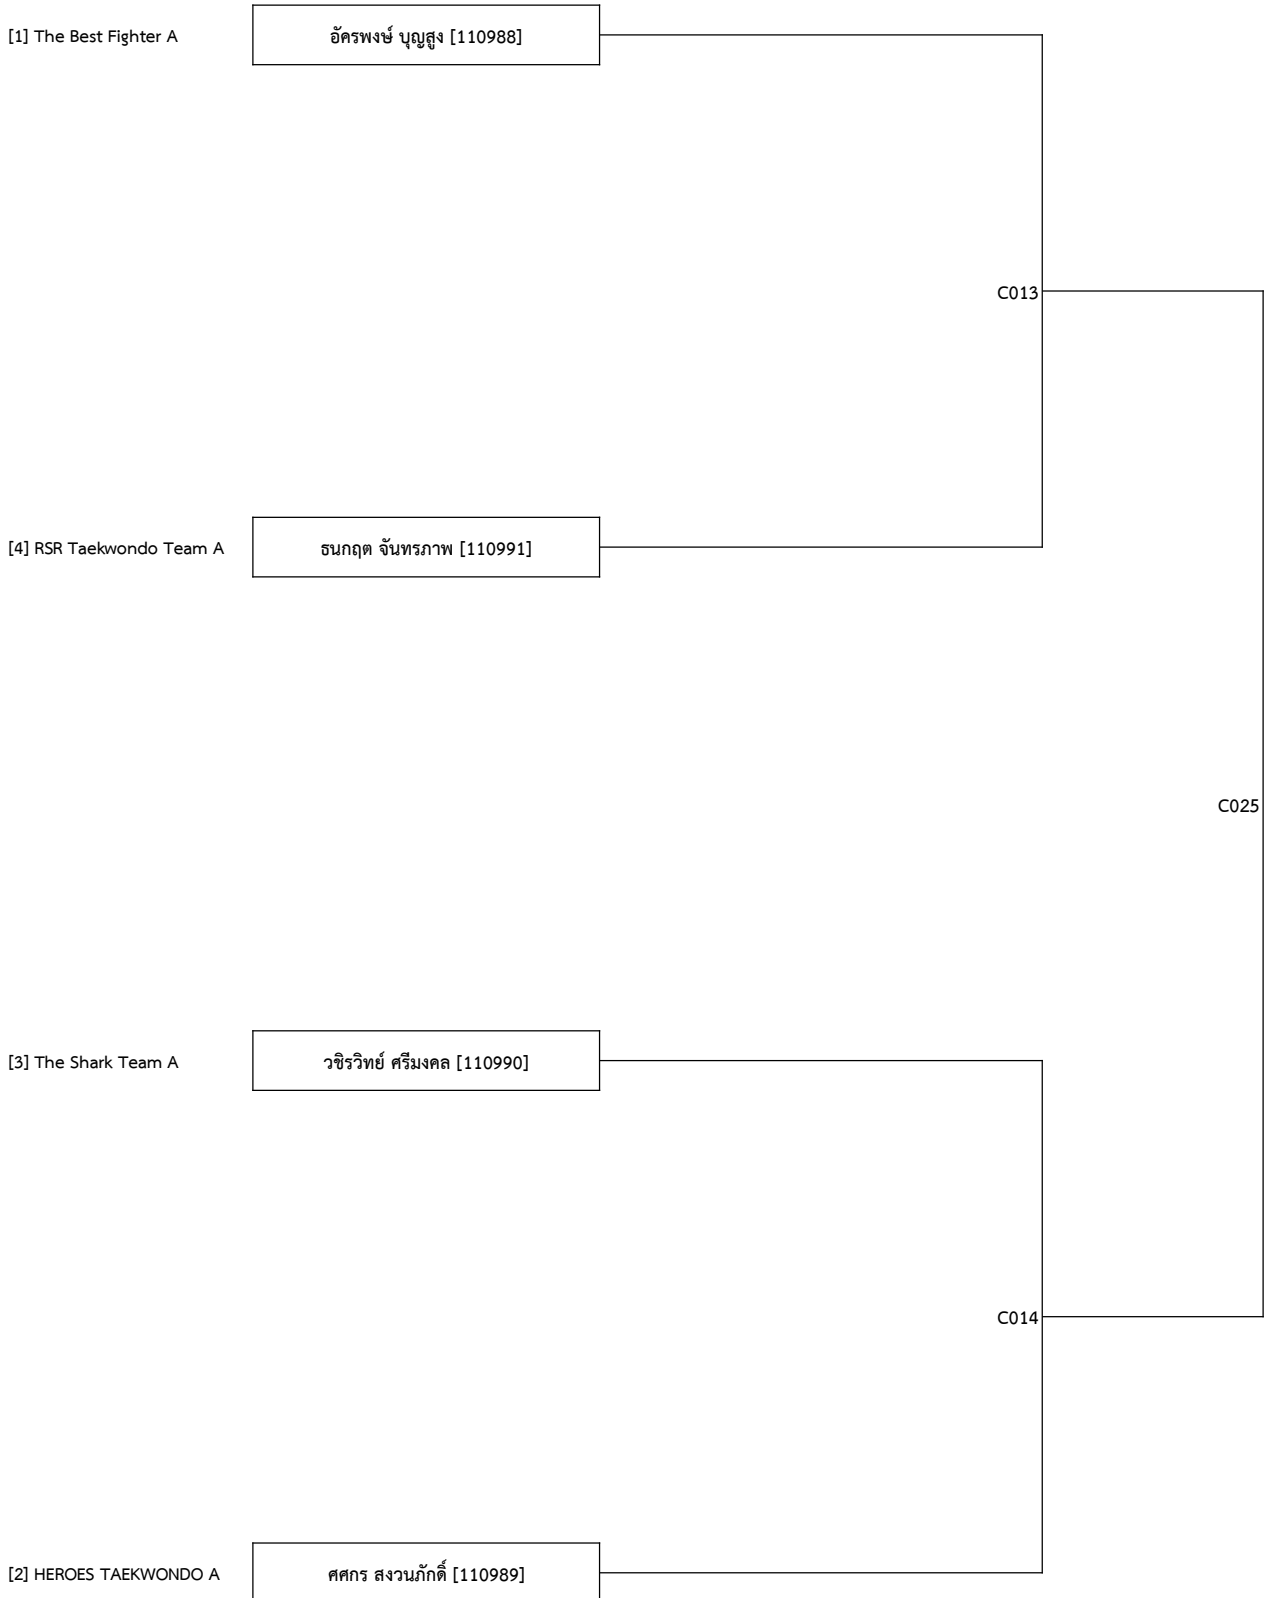 [1] The Best Fighter A
อัครพงษ์ บุญสูง [110988]
C013
[4] RSR Taekwondo Team A
ธนกฤต จันทรภาพ [110991]
C025
[3] The Shark Team A
วชิรวิทย์ ศรีมงคล [110990]
C014
[2] HEROES TAEKWONDO A
ศศกร สงวนภักดิ์ [110989]